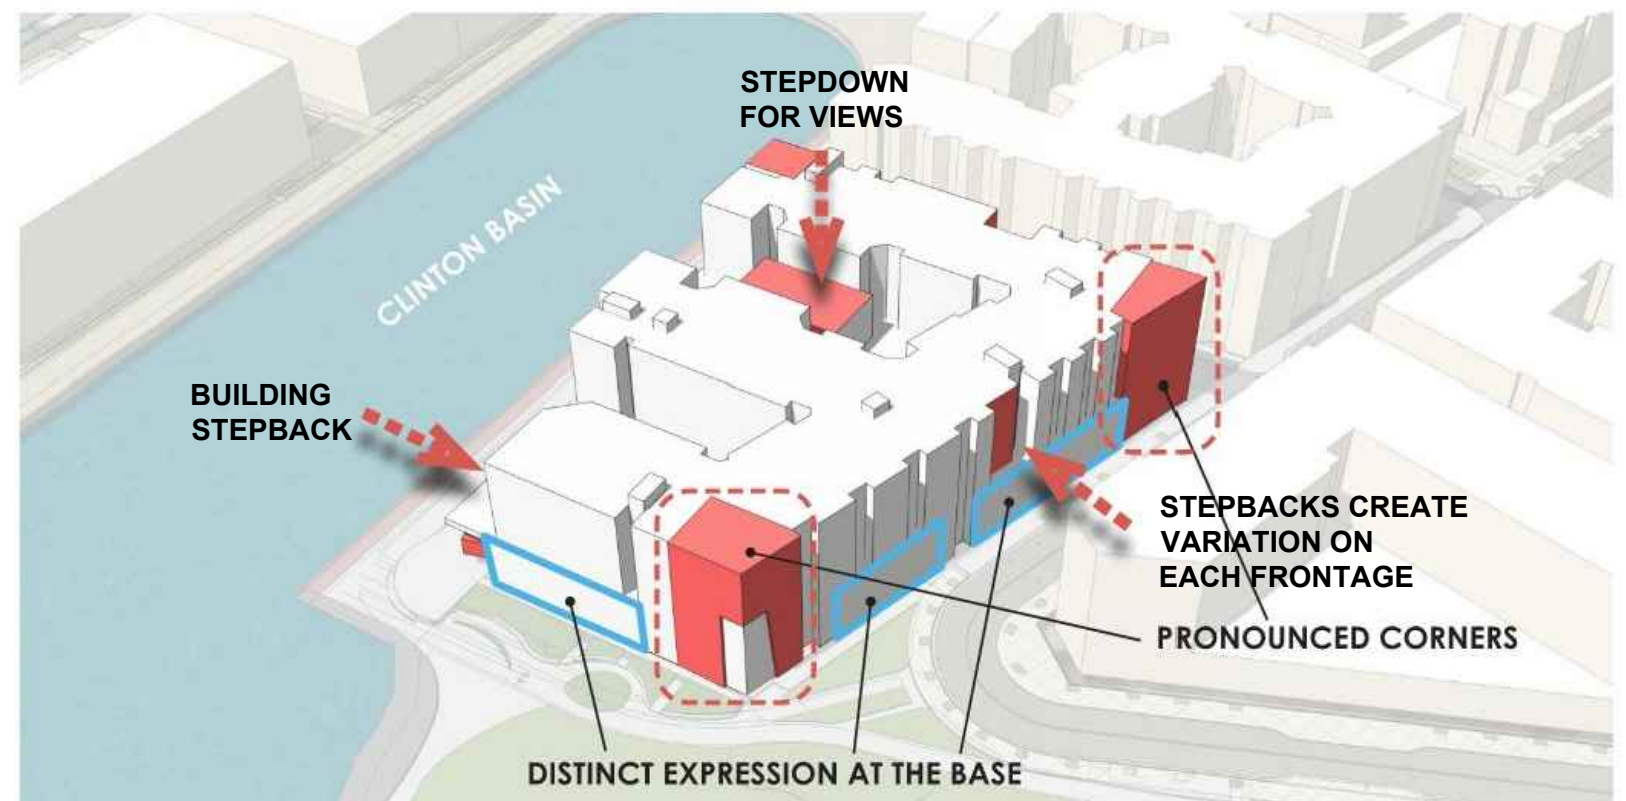 STEPDOWN
FOR VIEWS
CLINTON BASIN
BUILDING
STEPBACK
STEPBACKS CREATE
VARIATION ON
EACH FRONTAGE
PRONOUNCED CORNERS
DISTINCT EXPRESSION AT THE BASE